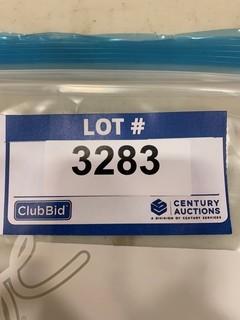 LOT #
3283
ClubBid
CENTURY
AUCTIONS
A DIVISION OF CENTURY SERVICES